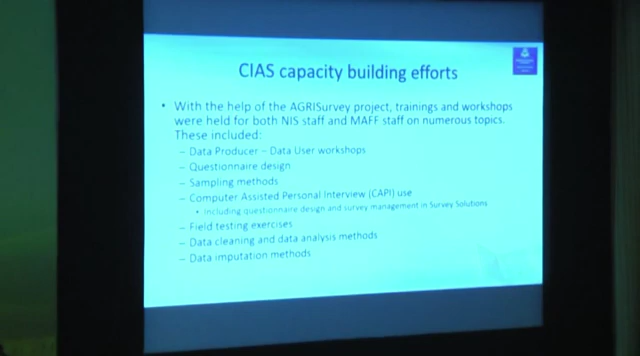 CIAS capacity building efforts
• With the help of the AGRISurvey project, trainings and workshops
were held for both NIS staff and MAFF staff on numerous topics.
These included:
– Data Producer – Data User workshops
– Questionnaire design
– Sampling methods
– Computer Assisted Personal Interview (CAPI) use
• Including questionnaire design and survey management in Survey Solutions
– Field testing exercises
– Data cleaning and data analysis methods
– Data imputation methods